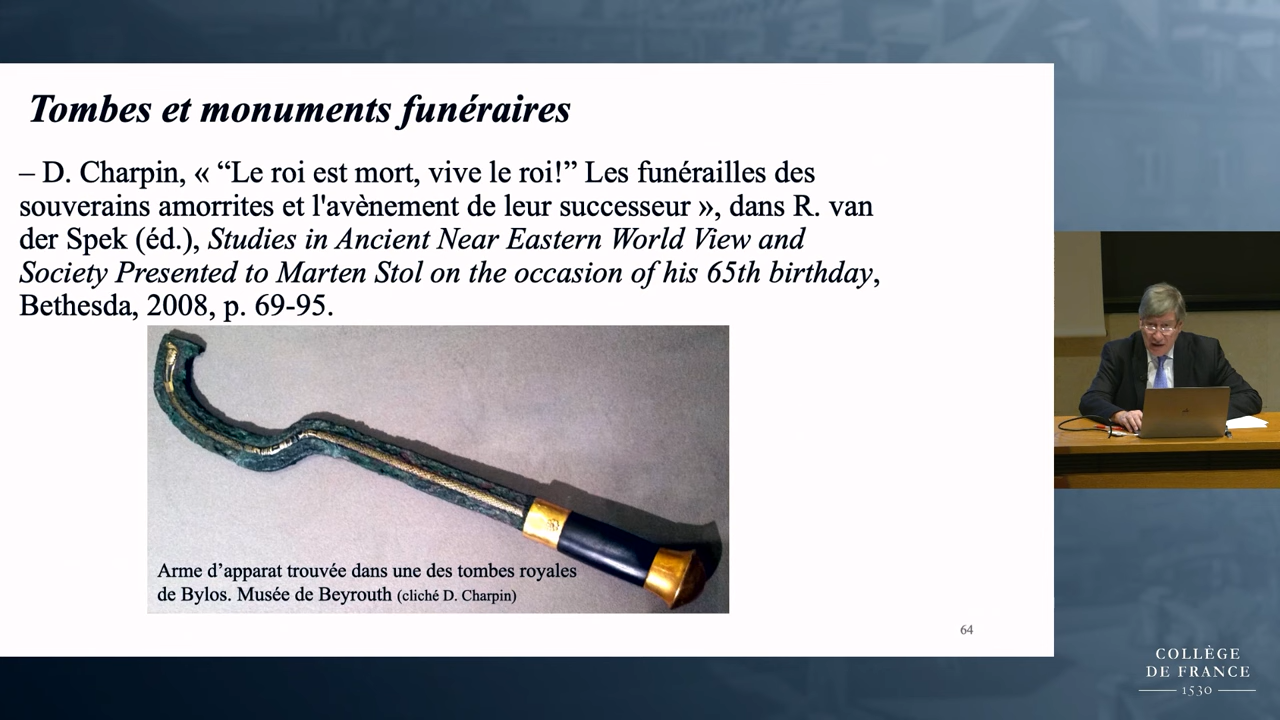 Tombes et monuments funéraires
– D. Charpin, « “Le roi est mort, vive le roi!” Les funérailles des
souverains amorrites et l'avènement de leur successeur », dans R. van
der Spek (éd.), Studies in Ancient Near Eastern World View and
Society Presented to Marten Stol on the occasion of his 65th birthday,
Bethesda, 2008, p. 69-95.
Arme d’apparat trouvée dans une des tombes royales
de Bylos. Musée de Beyrouth (cliché D. Charpin)
64
COLLÈGE
DE FRANCE
1530